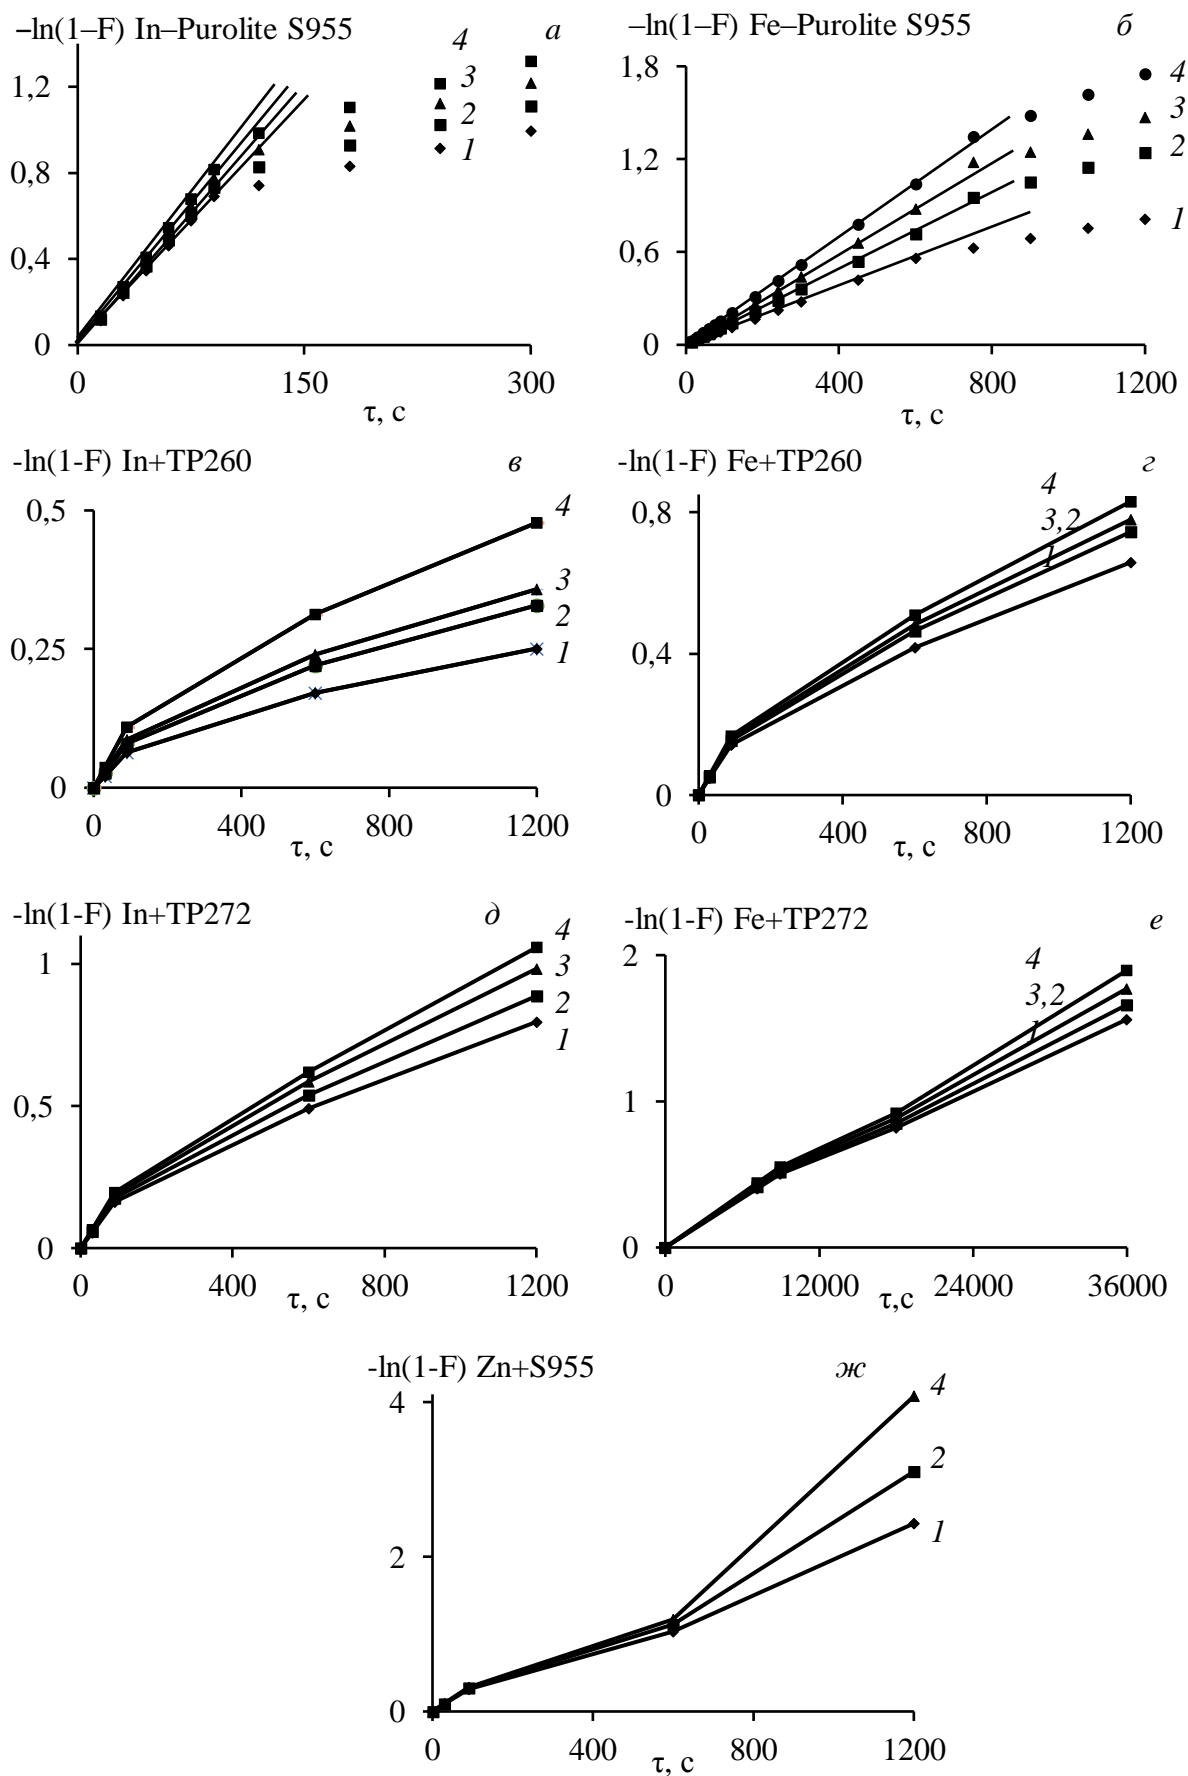 –ln(1–F) In–Purolite S955
а
4
3
2
1
1,2
0,8
0,4
0
0 150 300
τ, с
–ln(1–F) Fe–Purolite S955
б
4
3
2
1
1,8
1,2
0,6
0
0 400 800 1200
τ, с
-ln(1-F) In+TP260
в
4
3
2
1
0,5
0,25
0
0 400 800 1200
τ, с
-ln(1-F) Fe+TP260
г
4
3,2
1
0,8
0,4
0
0 400 800 1200
τ, с
-ln(1-F) In+TP272
д
4
3
2
1
1
0,5
0
0 400 800 1200
τ, с
-ln(1-F) Fe+TP272
е
4
3,2
1
2
1
0
0 12000 24000 36000
τ,с
-ln(1-F) Zn+S955
ж
4
2
1
4
2
0
0 400 800 1200
τ, с